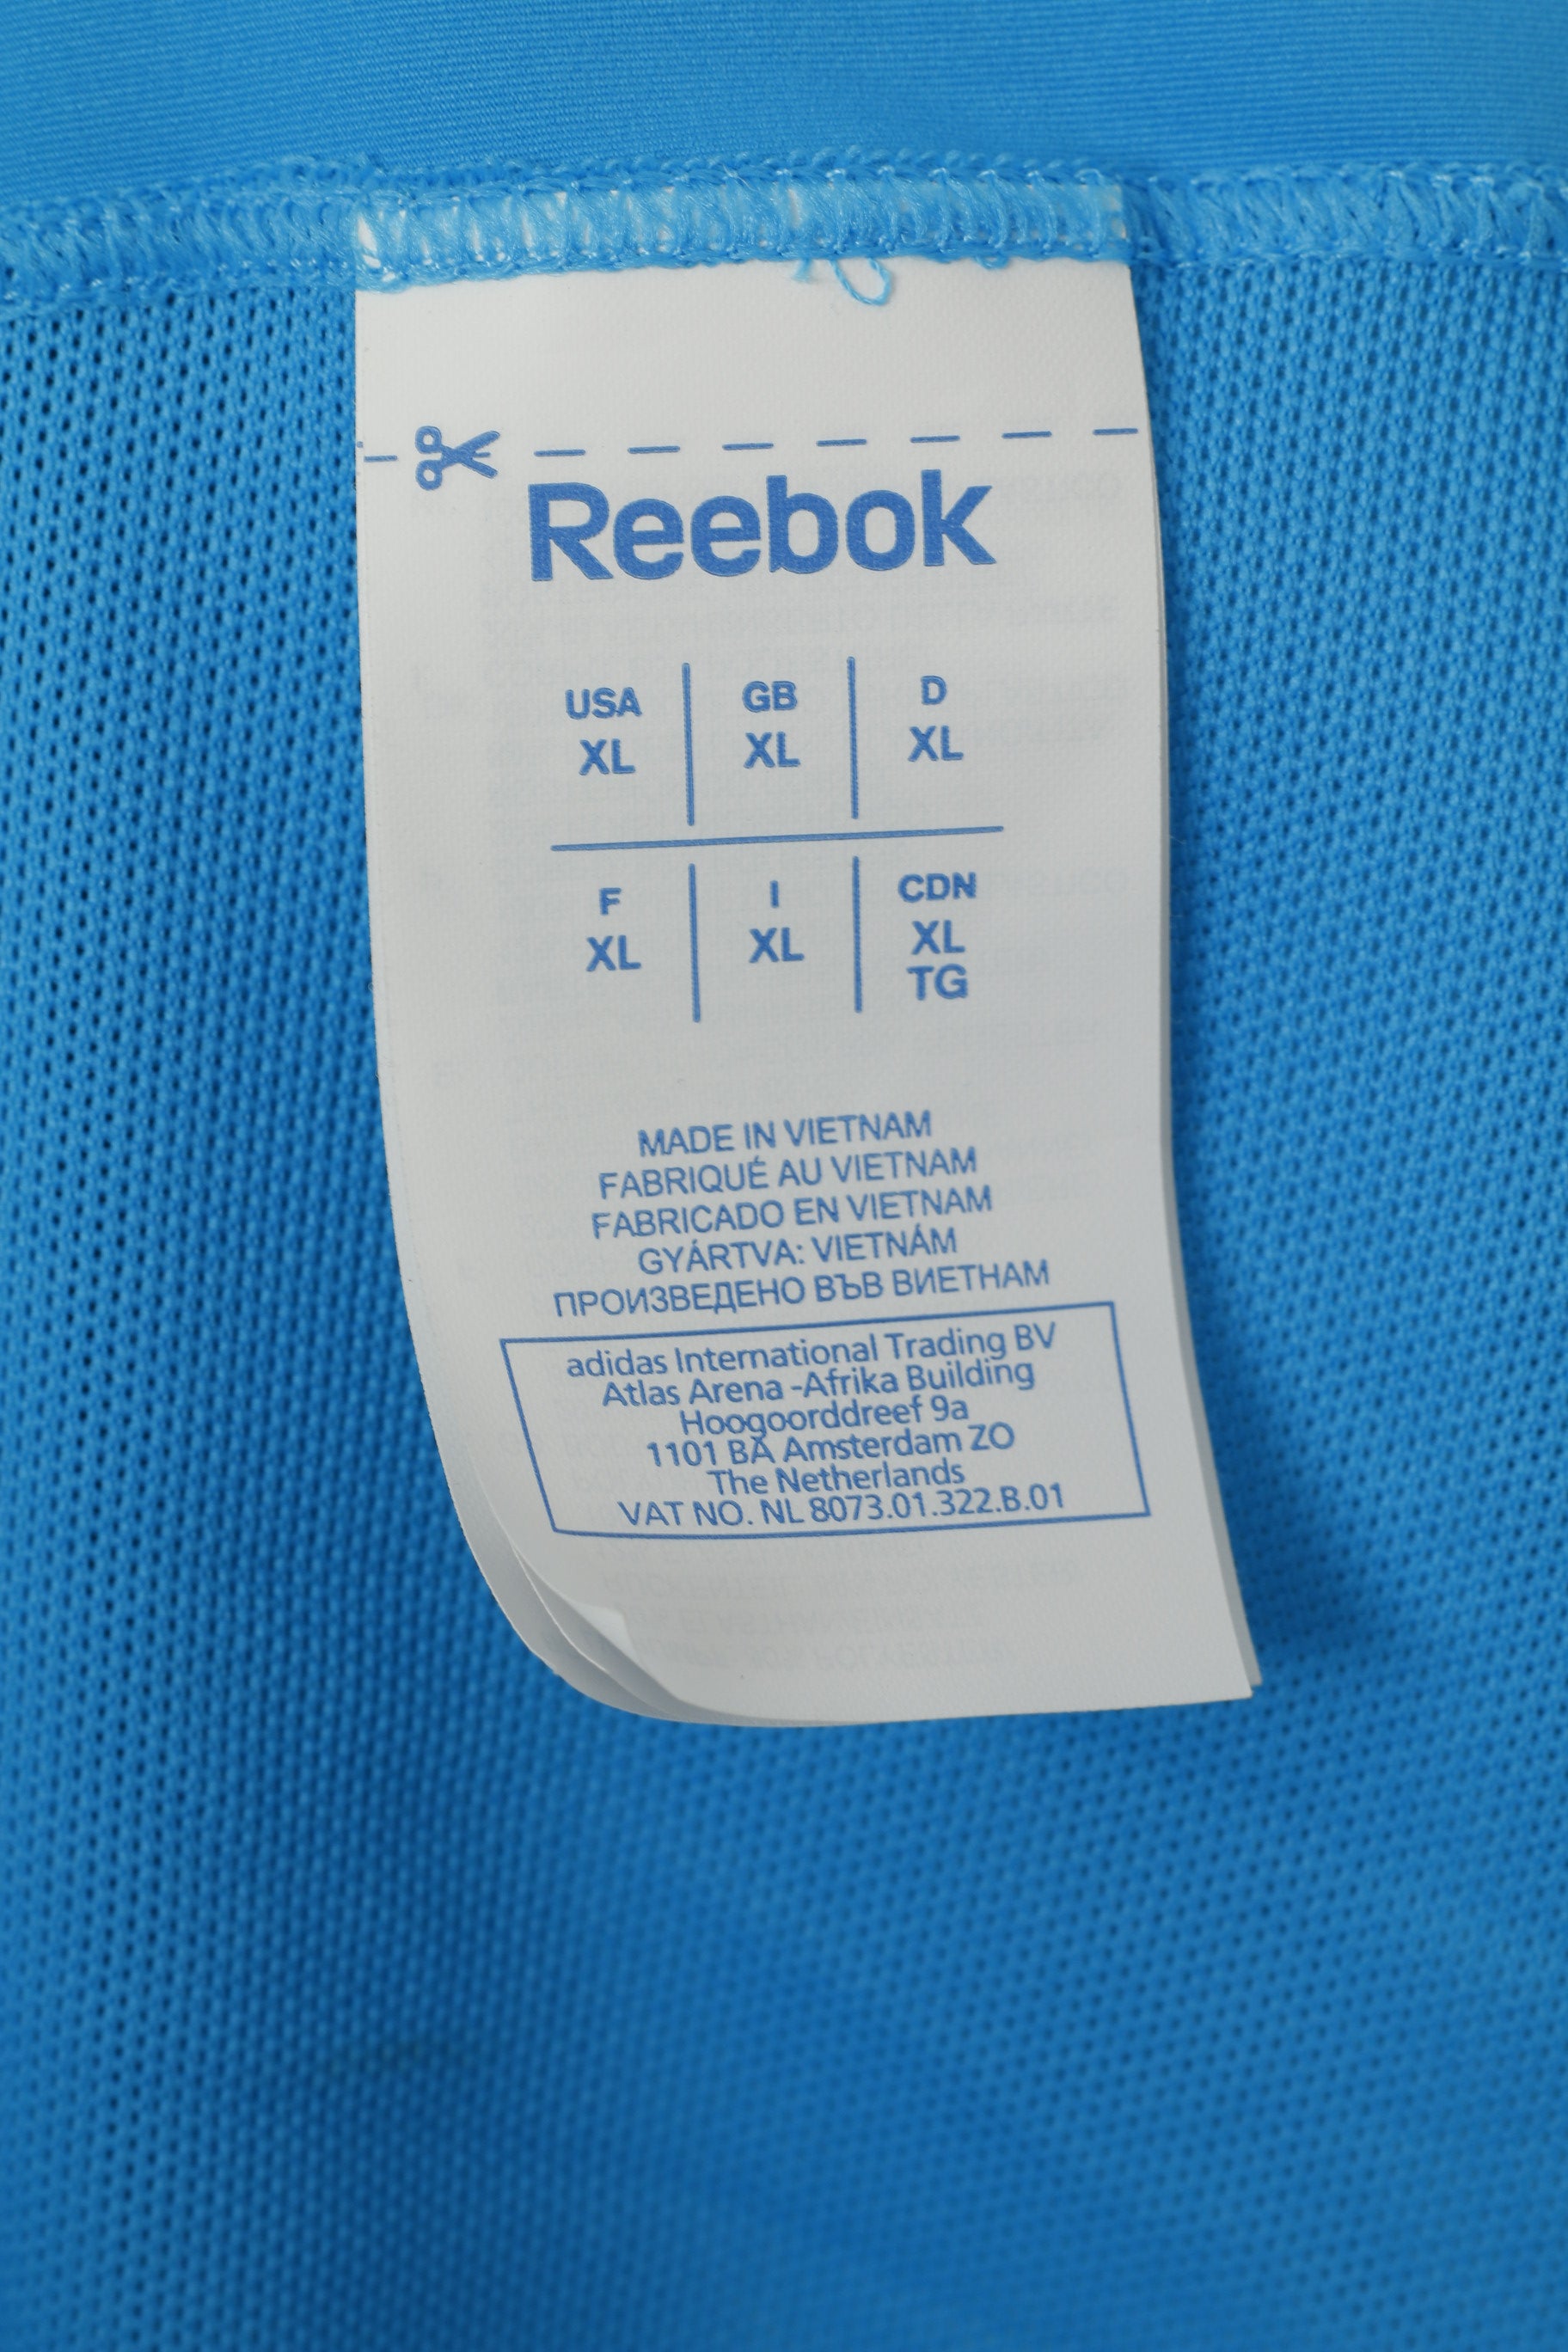 Reebok
USA GB D
XL XL XL
F I CDN
XL XL XL
TG
MADE IN VIETNAM
FABRIQUÉ AU VIETNAM
FABRICADO EN VIETNAM
GYÁRTVA: VIETNÁM
ПРОИЗВЕДЕНО ВЪВ ВИЕТНАМ
adidas International Trading BV
Atlas Arena -Afrika Building
Hoogoorddreef 9a
1101 BA Amsterdam ZO
The Netherlands
VAT NO. NL 8073.01.322.B.01